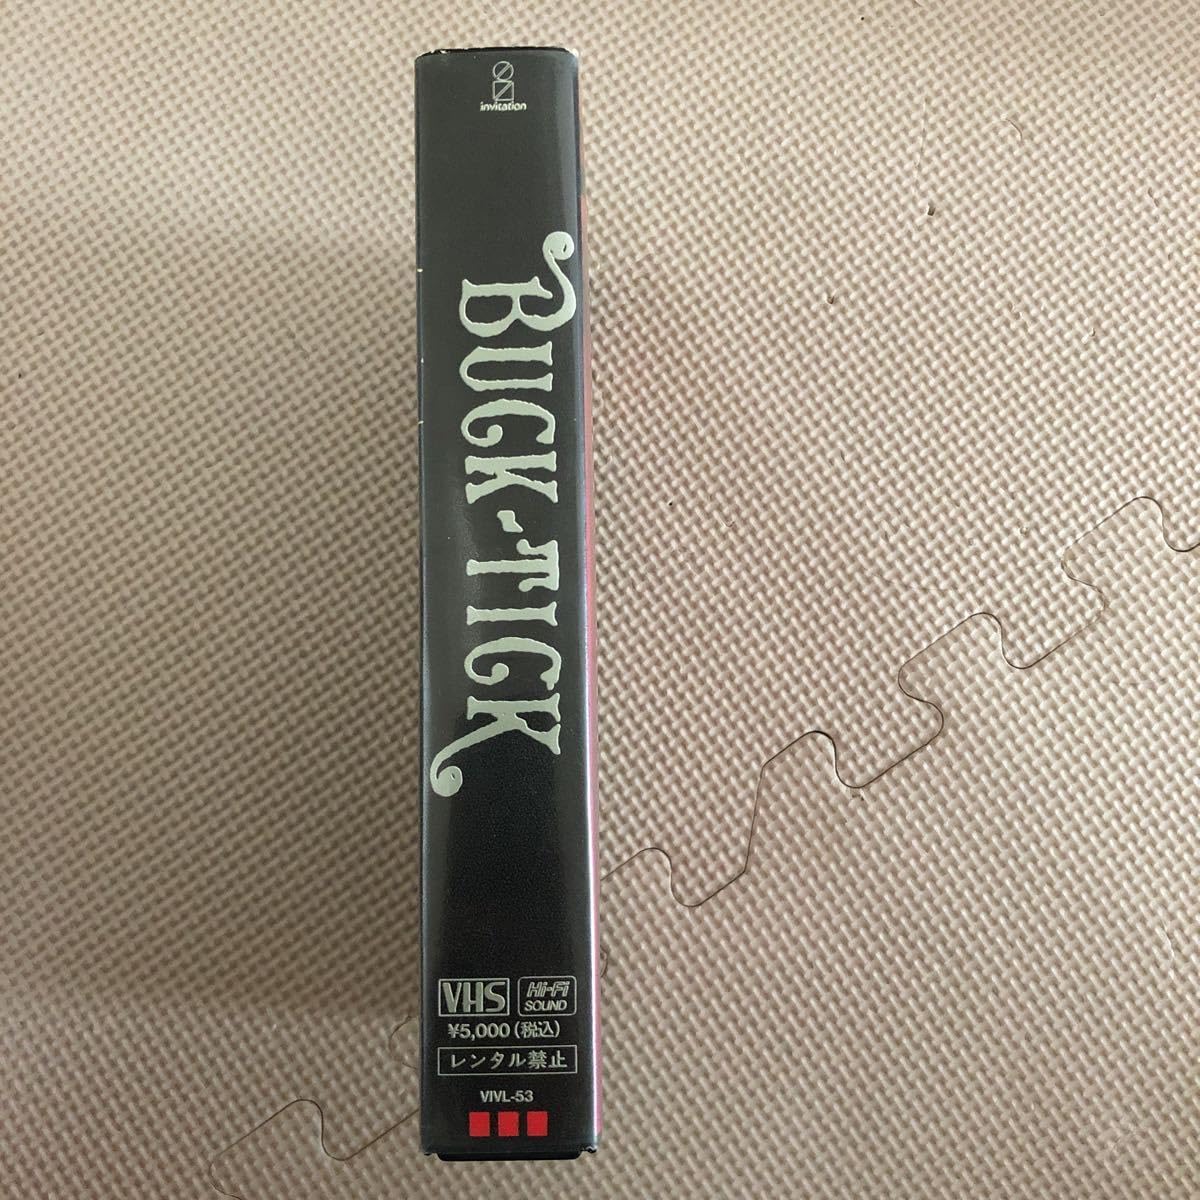 invitation
BUCK-TICK
VHS
Hi-Fi
SOUND
¥5,000(税込)
レンタル禁止
VIVL-53